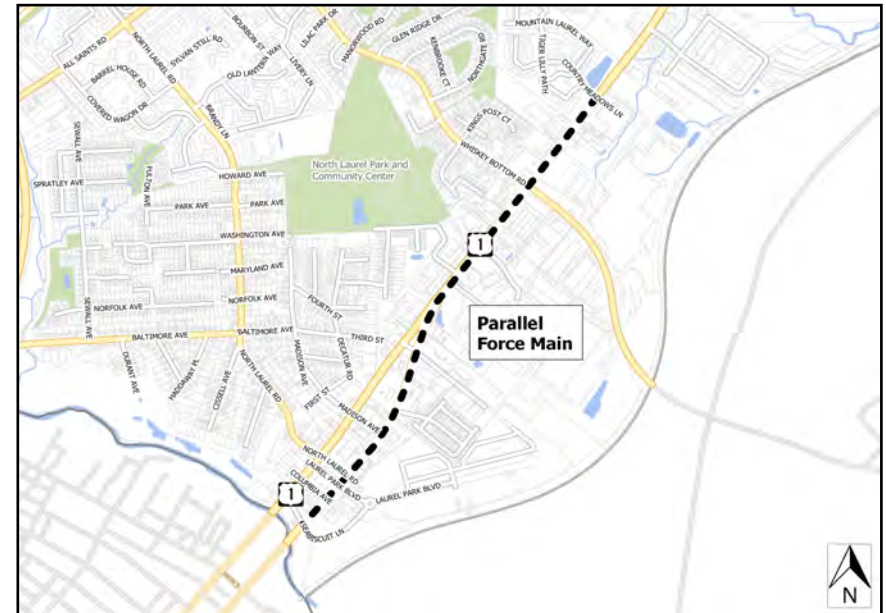 MOUNTAIN LAUREL WAY
LILAC PARK DR
GLEN RIDGE DR
BOURBON ST
MANORWOOD RD
ALL SAINTS RD
NORTH LAUREL RD
SYLVAN STILL RD
KENBROOKE CT
NORTHGATE DR
TIGER LILLY PATH
COUNTRY MEADOWS LN
OLD LANTERN WAY
LIVERY LN
BARREL HOUSE RD
COVERED WAGON DR
BRANDY LN
KINGS POST CT
SEWALL AVE
FULTON AVE
WHISKEY BOTTOM RD
North Laurel Park and
Community Center
HOWARD AVE
SPRATLEY AVE
PARK AVE
PARK AVE
WASHINGTON AVE
1
MARYLAND AVE
SEWALL AVE
NORFOLK AVE
NORFOLK AVE
FOURTH ST
Parallel
Force Main
BALTIMORE AVE
BALTIMORE AVE
THIRD ST
DECATUR RD
MADISON AVE
DURANT AVE
HADDAWAY PL
CISSELL AVE
NORTH LAUREL RD
FIRST ST
MADISON AVE
NORTH LAUREL RD
LAUREL PARK BLVD
COLUMBIA AVE
LAUREL PARK BLVD
1
SEABISCUIT LN
N